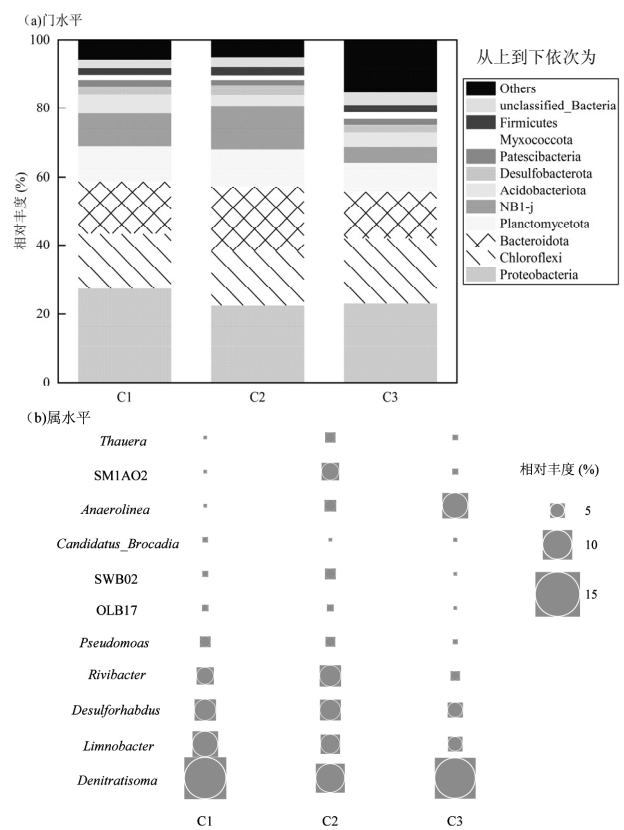 （a)门水平
从上到下依次为
100
80
60
40
20
0
相对丰度 (%)
Others
unclassified_Bacteria
Firmicutes
Myxococcota
Patescibacteria
Desulfobacterota
Acidobacteriota
NB1-j
Planctomycetota
Bacteroidota
Chloroflexi
Proteobacteria
C1 C2 C3
（b)属水平
相对丰度 (%)
5
10
15
Thauera
SM1AO2
Anaerolinea
Candidatus_Brocadia
SWB02
OLB17
Pseudomoas
Rivibacter
Desulforhabdus
Limnobacter
Denitratisoma
C1 C2 C3